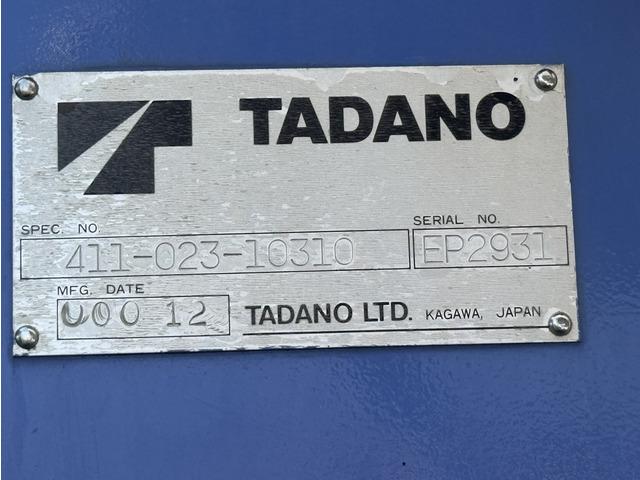 TADANO
SPEC. NO.
411-023-10310
SERIAL NO.
EP2931
MFG. DATE
000 12
TADANO LTD. KAGAWA, JAPAN